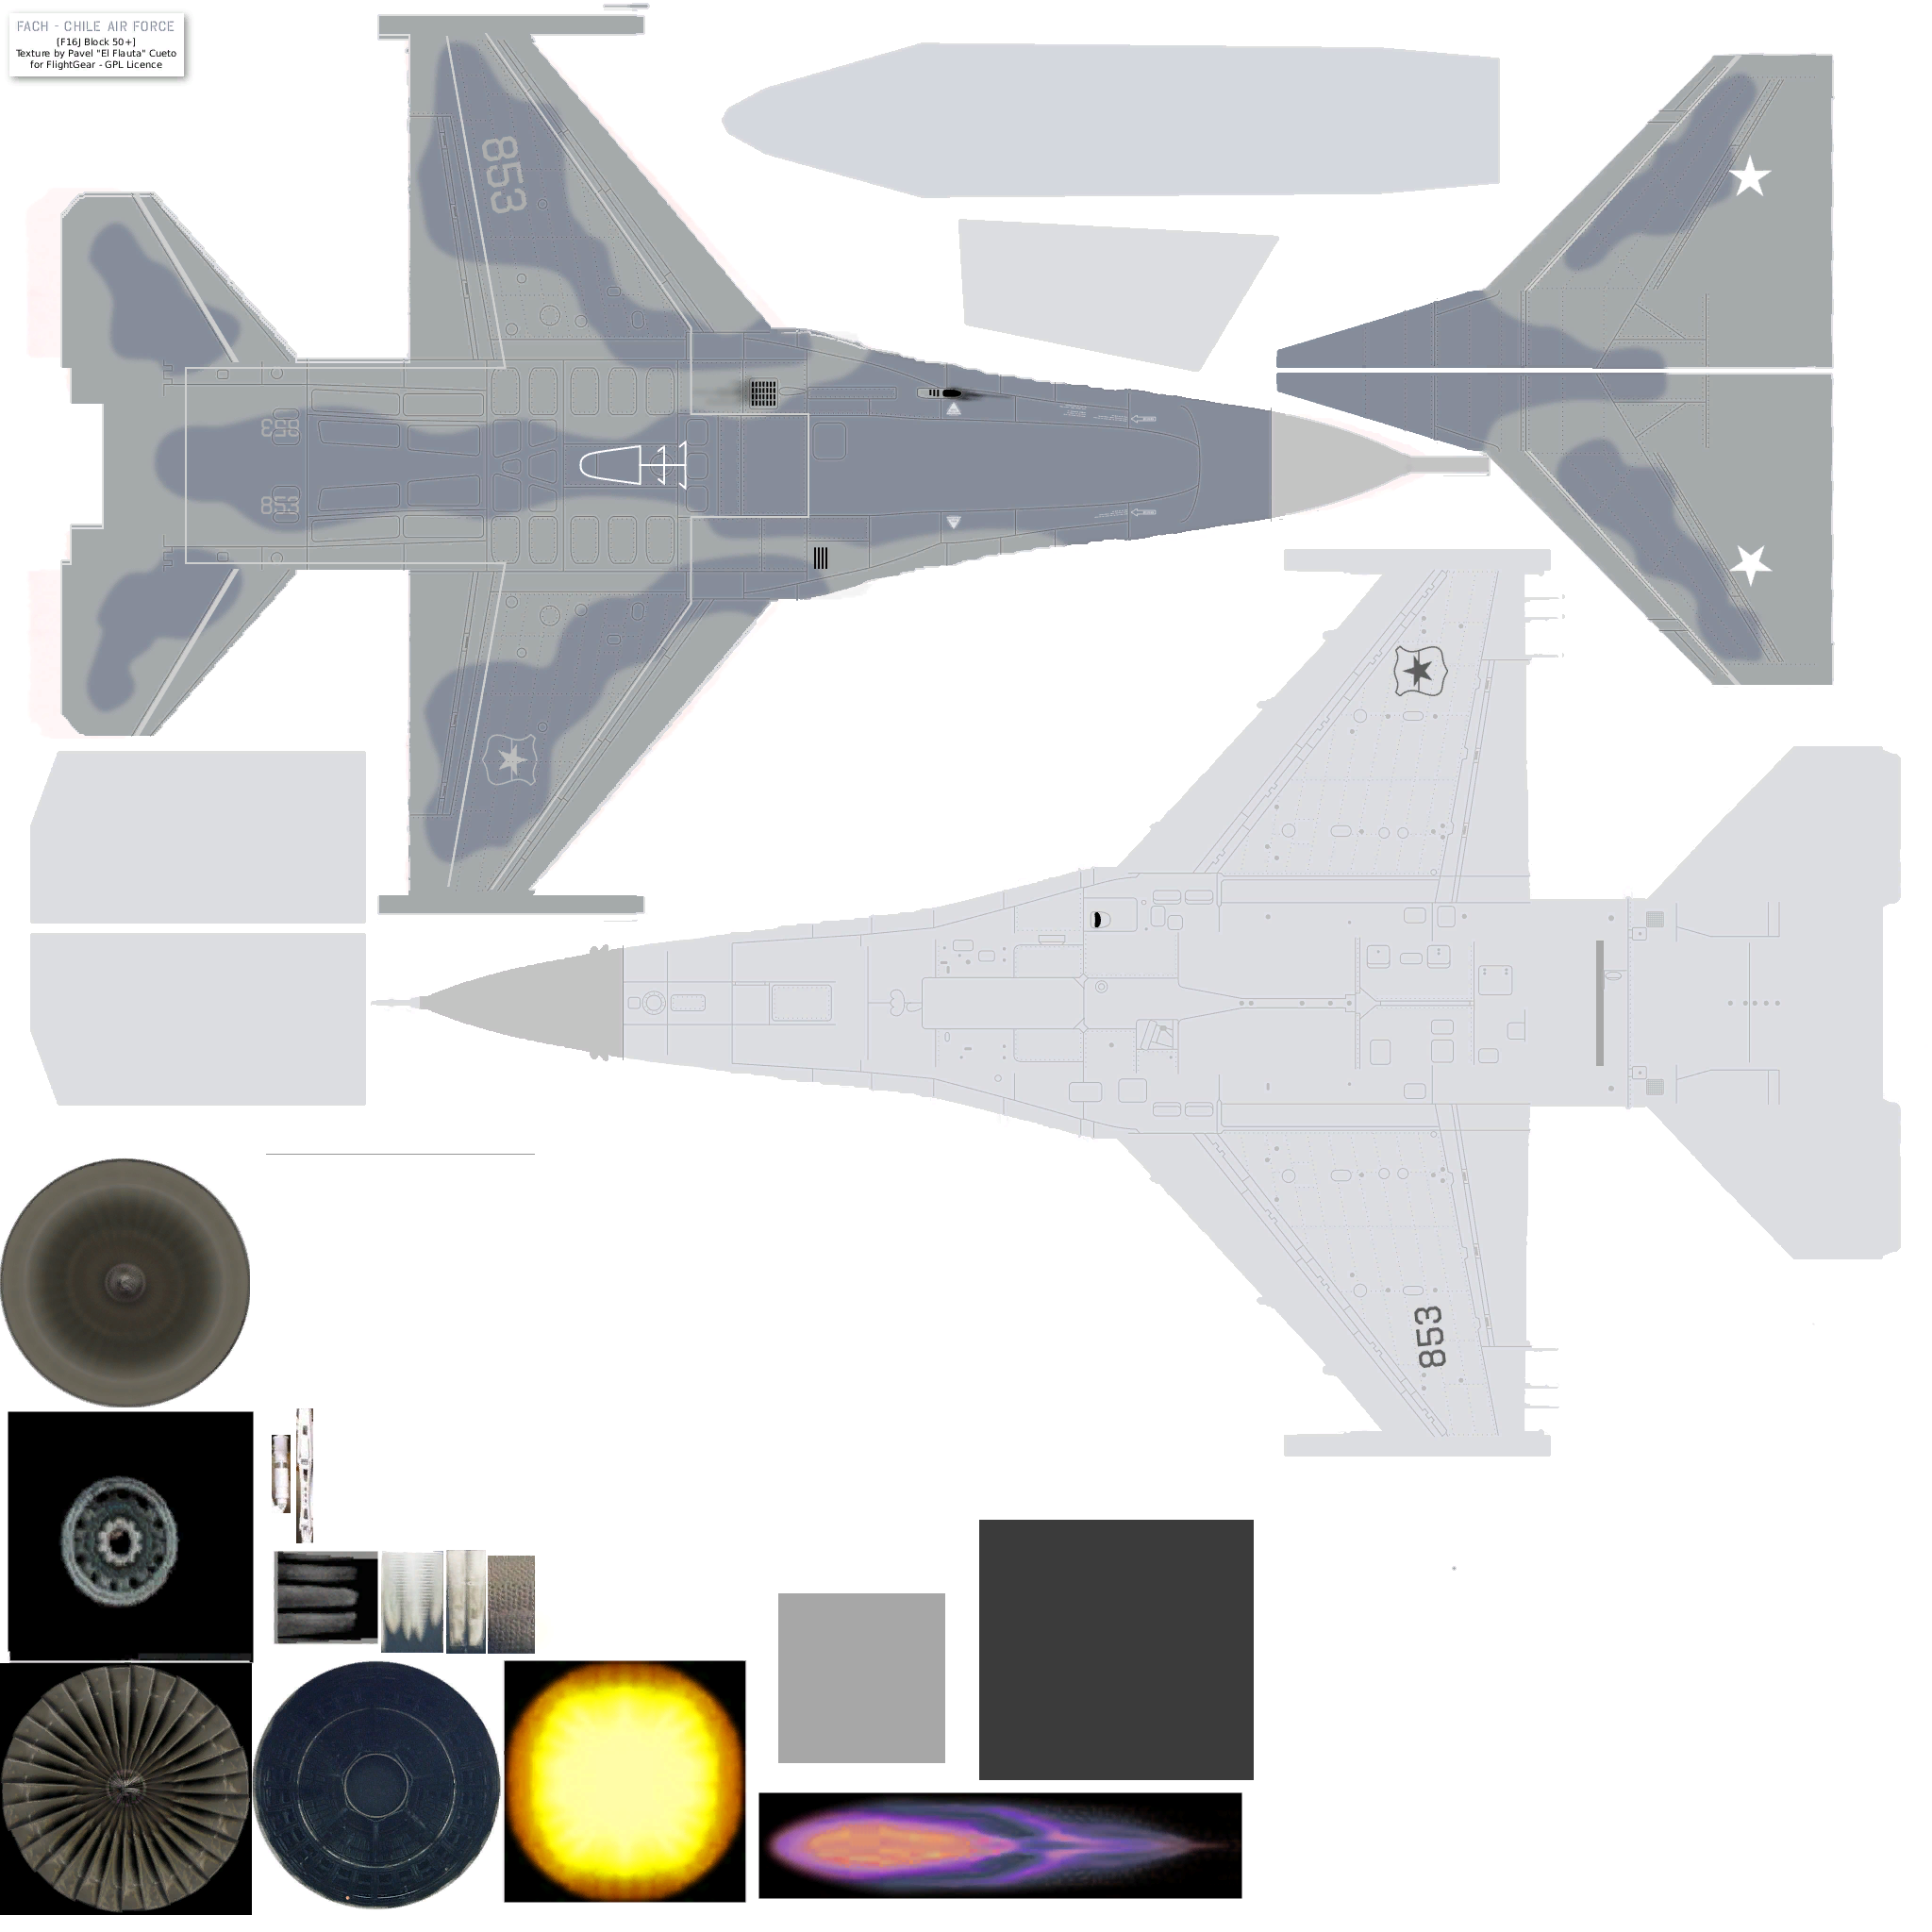 FACH - CHILE AIR FORCE
[F16J Block 50+]
Texture by Pavel "El Flauta" Cueto
for FlightGear - GPL Licence
853
853
853
853